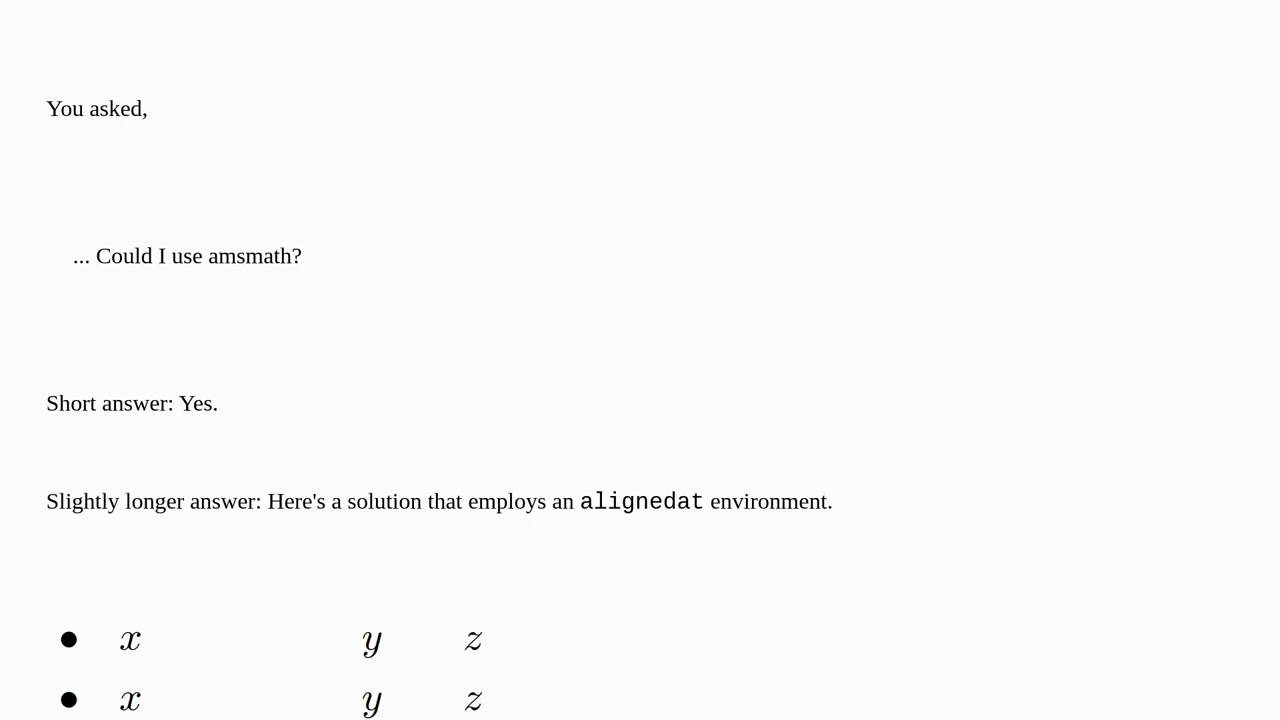 You asked,
... Could I use amsmath?
Short answer: Yes.
Slightly longer answer: Here's a solution that employs an alignedat environment.
● x y z
● x y z